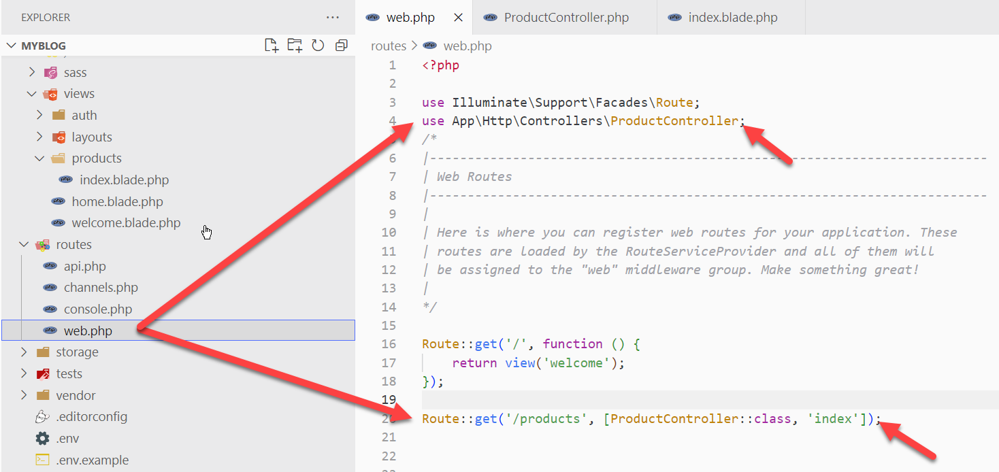 EXPLORER
...
MYBLOG
sass
views
auth
layouts
products
index.blade.php
home.blade.php
welcome.blade.php
routes
api.php
channels.php
console.php
web.php
storage
tests
vendor
.editorconfig
.env
.env.example
php web.php
php ProductController.php
php index.blade.php
routes > php web.php
1 <?php
2
3 use Illuminate\Support\Facades\Route;
4 use App\Http\Controllers\ProductController;
/*
6 |--------------------------------------------------------------------------
7 | Web Routes
8 |--------------------------------------------------------------------------
9 |
10 | Here is where you can register web routes for your application. These
11 | routes are loaded by the RouteServiceProvider and all of them will
12 | be assigned to the "web" middleware group. Make something great!
13 |
14 */
15
16 Route::get('/', function () {
17     return view('welcome');
18 });
19
20 Route::get('/products', [ProductController::class, 'index']);
21
22